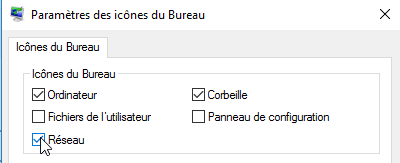 Paramètres des icônes du Bureau
Icônes du Bureau
Icônes du Bureau
Ordinateur
Corbeille
Fichiers de l'utilisateur
Panneau de configuration
Réseau